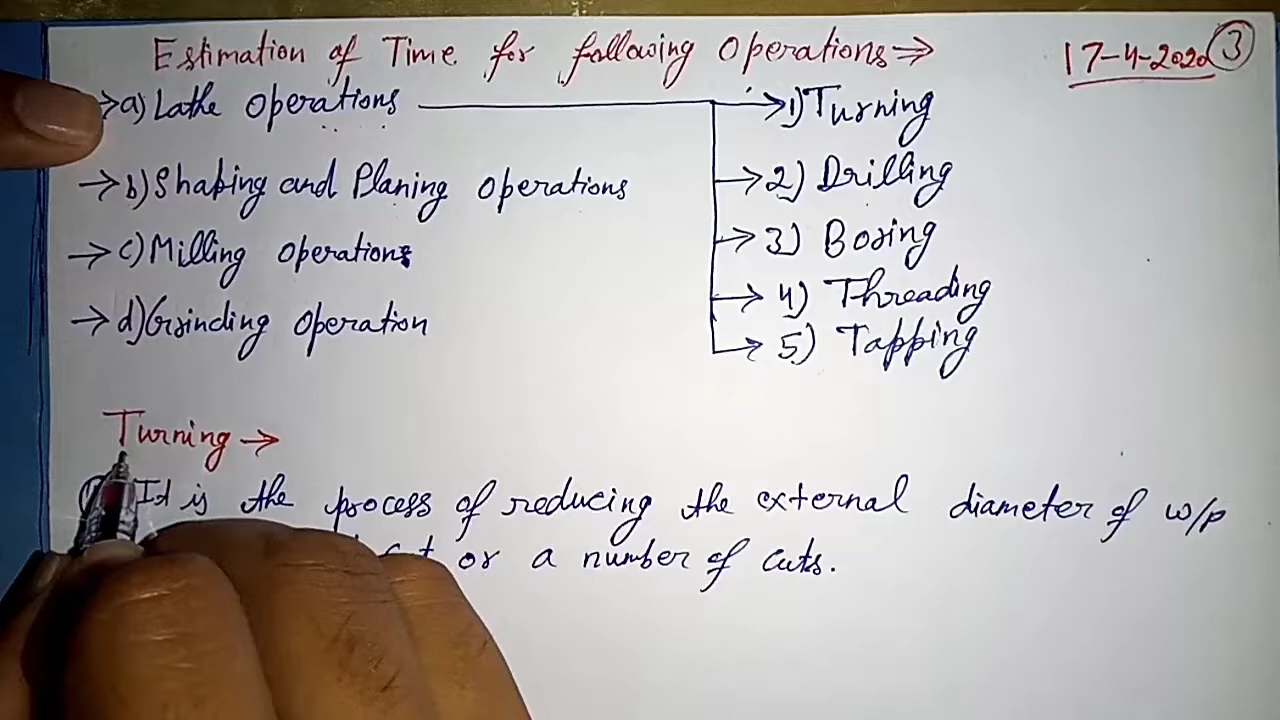 Estimation of Time for following Operations→ 17-4-2020 3
→a) Lathe Operations → 1) Turning
→b) Shaping and Planing Operations → 2) Drilling
→c) Milling Operations → 3) Boring
→d) Grinding Operation → 4) Threading
→ 5) Tapping
Turning →
It is the process of reducing the external diameter of w/p
cut or a number of cuts.